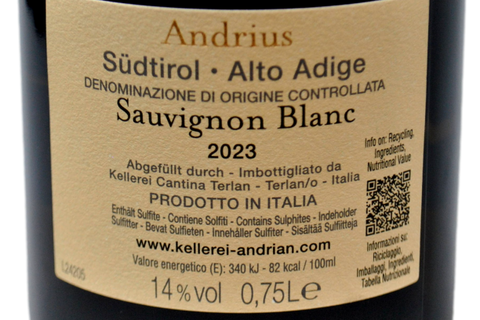 Andrius
Südtirol • Alto Adige
DENOMINAZIONE DI ORIGINE CONTROLLATA
Sauvignon Blanc
2023
Abgefüllt durch - Imbottigliato da
Kellerei Cantina Terlan - Terlan/o - Italia
PRODOTTO IN ITALIA
Enthält Sulfite - Contiene Solfiti - Contains Sulphites - Indeholder
Sulfitter - Bevat Sulfieten - Innehåller Sulfiter - Sisältää Sulfiitteja
www.kellerei-andrian.com
Valore energetico (E): 340 kJ - 82 kcal / 100ml
14%vol 0,75L e
L24205
Info on: Recycling,
Ingredients,
Nutritional Value
Informazioni su:
Riciclaggio,
Imballaggi, Ingredienti,
Tabella Nutrizionale